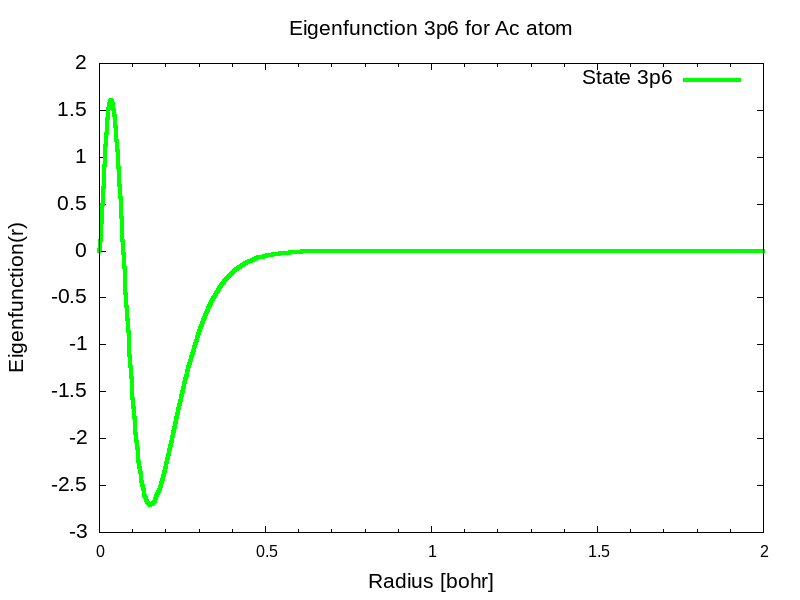 Eigenfunction 3p6 for Ac atom
State 3p6
2
1.5
1
0.5
0
-0.5
-1
-1.5
-2
-2.5
-3
Eigenfunction(r)
0 0.5 1 1.5 2
Radius [bohr]